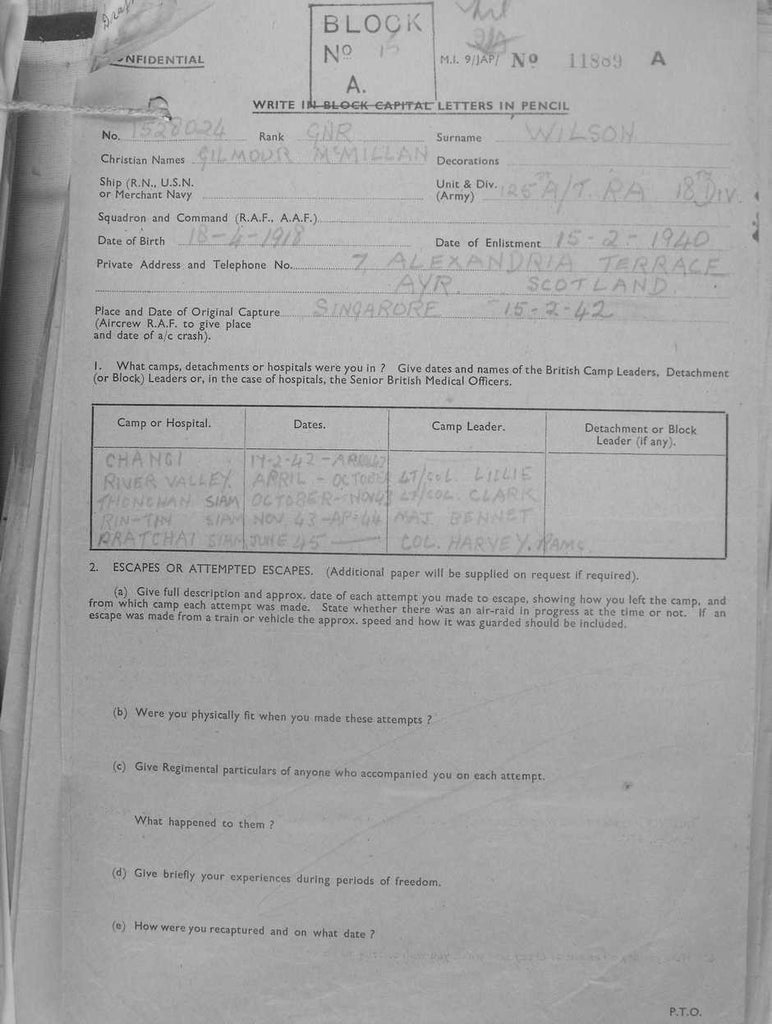 BLOCK
Nº 15
A.
NFIDENTIAL
M.I. 9/JAP/ Nº 11869 A
WRITE IN BLOCK CAPITAL LETTERS IN PENCIL
No. 1528024 Rank GNR Surname WILSON
Christian Names GILMOUR McMILLAN Decorations
Ship (R.N., U.S.N. or Merchant Navy
Unit & Div. (Army) 125TH A/T. RA 18TH DIV.
Squadron and Command (R.A.F., A.A.F.)
Date of Birth 18-4-1918 Date of Enlistment 15-2-1940
Private Address and Telephone No. 7, ALEXANDRIA TERRACE
AYR. SCOTLAND.
Place and Date of Original Capture SINGAPORE 15-2-42
(Aircrew R.A.F. to give place
and date of a/c crash).
1. What camps, detachments or hospitals were you in ? Give dates and names of the British Camp Leaders, Detachment
(or Block) Leaders or, in the case of hospitals, the Senior British Medical Officers.
Camp or Hospital. Dates. Camp Leader. Detachment or Block
Leader (if any).
CHANGI 17-2-42 -
RIVER VALLEY. APRIL - OCTOBER LT/COL. LILLIE
THONCHAN SIAM OCTOBER - NOV43 LT/COL. CLARK
RIN-TIN SIAM NOV 43 - AP-44 MAJ BENNET
PRATCHAI SIAM JUNE 45 COL. HARVEY. RAMC.
2. ESCAPES OR ATTEMPTED ESCAPES. (Additional paper will be supplied on request if required).
(a) Give full description and approx. date of each attempt you made to escape, showing how you left the camp, and
from which camp each attempt was made. State whether there was an air-raid in progress at the time or not. If an
escape was made from a train or vehicle the approx. speed and how it was guarded should be included.
(b) Were you physically fit when you made these attempts ?
(c) Give Regimental particulars of anyone who accompanied you on each attempt.
What happened to them ?
(d) Give briefly your experiences during periods of freedom.
(e) How were you recaptured and on what date ?
P.T.O.